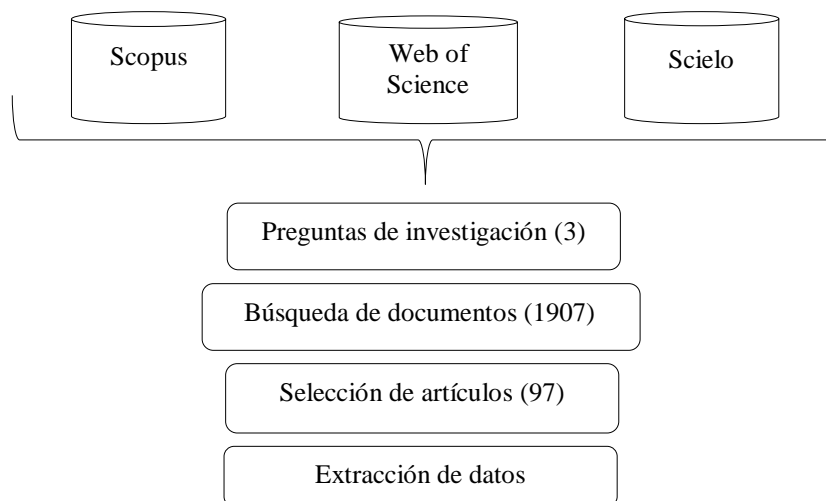 Scopus
Web of
Science
Scielo
Preguntas de investigación (3)
Búsqueda de documentos (1907)
Selección de artículos (97)
Extracción de datos